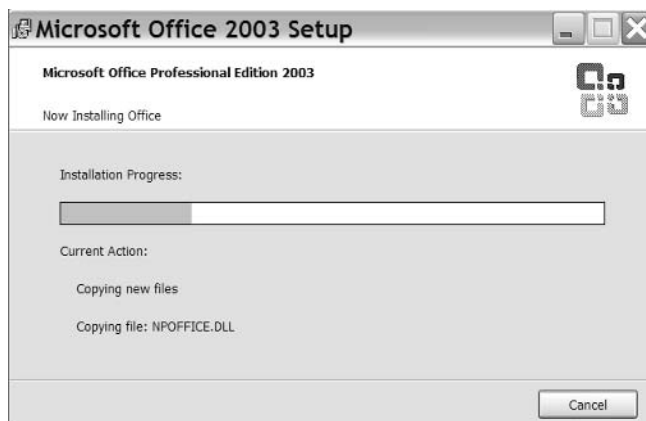 Microsoft Office 2003 Setup
Microsoft Office Professional Edition 2003
Now Installing Office
Installation Progress:
Current Action:
Copying new files
Copying file: NPOFFICE.DLL
Cancel